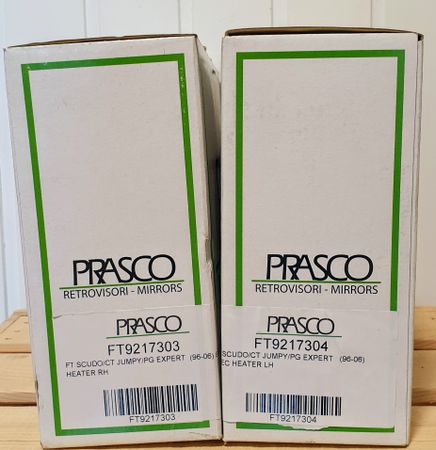 PRASCO
RETROVISORI - MIRRORS
PRASCO
FT9217303
FT SCUDO/CT JUMPY/PG EXPERT (96-06)
HEATER RH
FT9217303
PRASCO
RETROVISORI - MIRRORS
PRASCO
FT9217304
SCUDO/CT JUMPY/PG EXPERT (96-06)
HEATER LH
FT9217304